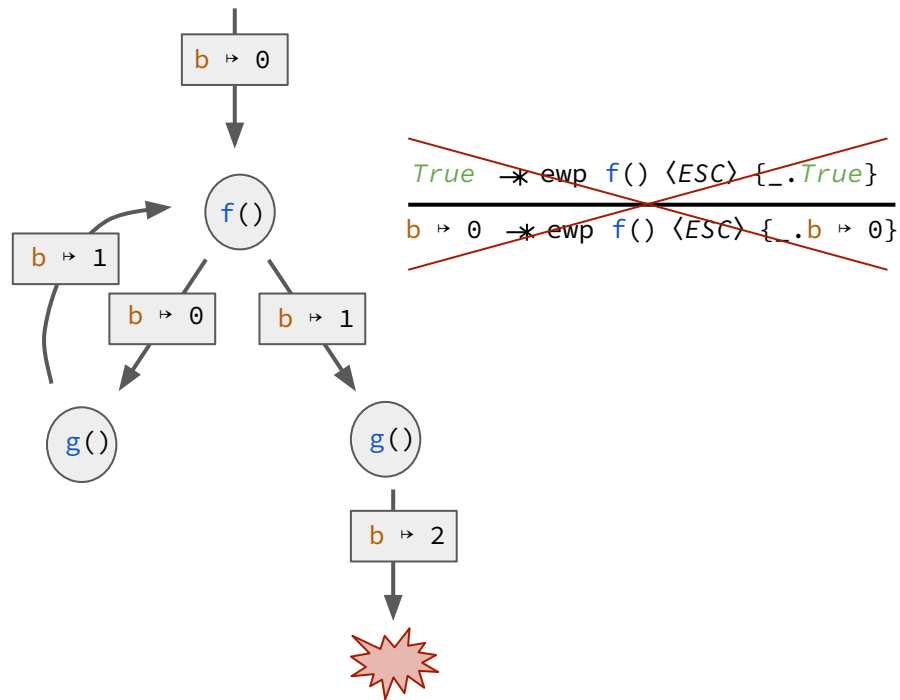 b ↦ 0
True −∗ ewp f() ⟨ESC⟩ {_.True}
f()
b ↦ 0 −∗ ewp f() ⟨ESC⟩ {_.b ↦ 0}
b ↦ 1
b ↦ 0
b ↦ 1
g()
g()
b ↦ 2